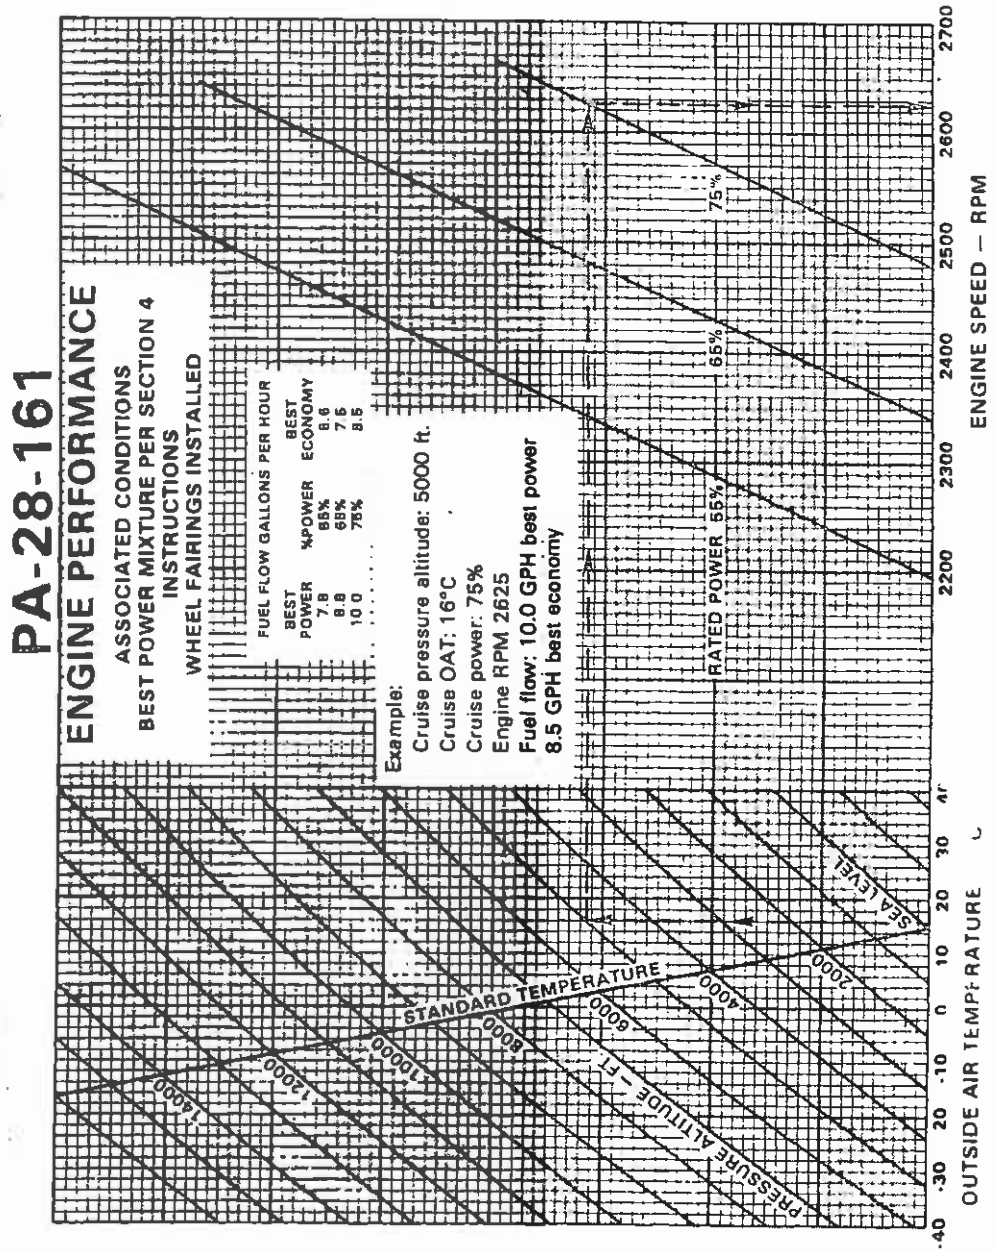 PA-28-161
ENGINE PERFORMANCE
ASSOCIATED CONDITIONS
BEST POWER MIXTURE PER SECTION 4
INSTRUCTIONS
WHEEL FAIRINGS INSTALLED
FUEL FLOW GALLONS PER HOUR
BEST BEST
POWER %POWER ECONOMY
7.8 55% 6.6
8.8 65% 7.5
10 0 75% 8.5
Example:
Cruise pressure altitude: 5000 ft.
Cruise OAT: 16°C
Cruise power: 75%
Engine RPM 2625
Fuel flow: 10.0 GPH best power
8.5 GPH best economy
14000
12000
10000
8000
6000
4000
2000
SEA LEVEL
STANDARD TEMPERATURE
PRESSURE ALTITUDE - FT
RATED POWER 55%
65%
75%
-40 -30 20 -10 0 10 20 30
2200 2300 2400 2500 2600 2700
OUTSIDE AIR TEMPERATURE C
ENGINE SPEED — RPM